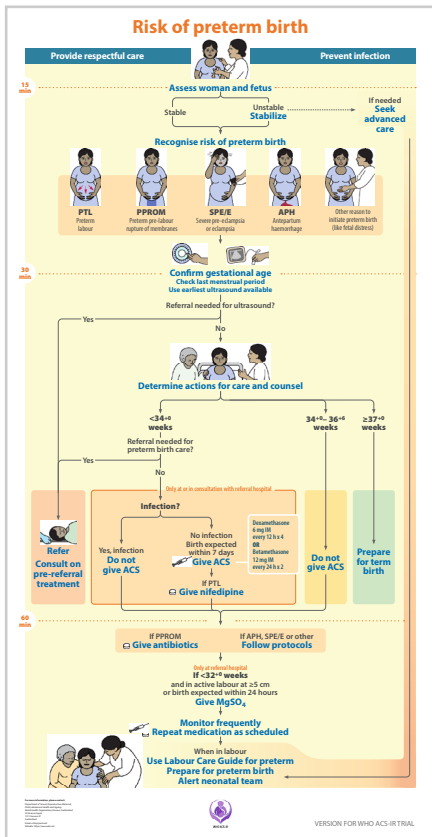 Risk of preterm birth
Provide respectful care
Prevent infection
15
min
Assess woman and fetus
Stable
Unstable
Stabilize
If needed
Seek
advanced
care
Recognise risk of preterm birth
PTL
Preterm
labour
PPROM
Preterm pre-labour
rupture of membranes
SPE/E
Severe pre-eclampsia
or eclampsia
APH
Antepartum
haemorrhage
Other reason to
initiate preterm birth
(like fetal distress)
30
min
Confirm gestational age
Check last menstrual period
Use earliest ultrasound available
Referral needed for ultrasound?
Yes
No
Determine actions for care and counsel
<34+0
weeks
34+0– 36+6
weeks
≥37+0
weeks
Referral needed for
preterm birth care?
Yes
No
Only at or in consultation with referral hospital
Infection?
Yes, infection
Do not
give ACS
No infection
Birth expected
within 7 days
Give ACS
Dexamethasone
6 mg IM
every 12 h x 4
OR
Betamethasone
12 mg IM
every 24 h x 2
If PTL
Give nifedipine
Refer
Consult on
pre-referral
treatment
Do not
give ACS
Prepare
for term
birth
60
min
If PPROM
Give antibiotics
If APH, SPE/E or other
Follow protocols
Only at referral hospital
If <32+0 weeks
and in active labour at ≥5 cm
or birth expected within 24 hours
Give MgSO4
Monitor frequently
Repeat medication as scheduled
When in labour
Use Labour Care Guide for preterm
Prepare for preterm birth
Alert neonatal team
VERSION FOR WHO ACS-IR TRIAL